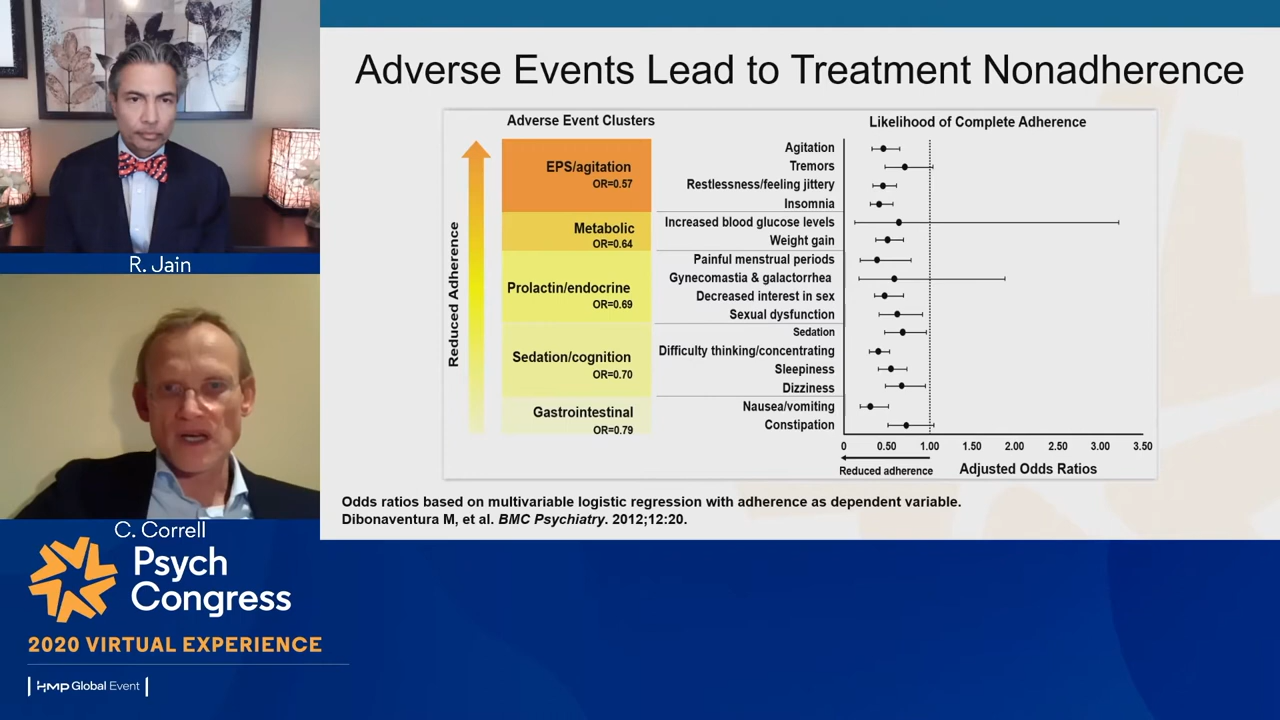 R. Jain
C. Correll
Psych
Congress
2020 VIRTUAL EXPERIENCE
HMP Global Event
Adverse Events Lead to Treatment Nonadherence
Adverse Event Clusters
Reduced Adherence
EPS/agitation
OR=0.57
Metabolic
OR=0.64
Prolactin/endocrine
OR=0.69
Sedation/cognition
OR=0.70
Gastrointestinal
OR=0.79
Likelihood of Complete Adherence
Agitation
Tremors
Restlessness/feeling jittery
Insomnia
Increased blood glucose levels
Weight gain
Painful menstrual periods
Gynecomastia & galactorrhea
Decreased interest in sex
Sexual dysfunction
Sedation
Difficulty thinking/concentrating
Sleepiness
Dizziness
Nausea/vomiting
Constipation
0 0.50 1.00 1.50 2.00 2.50 3.00 3.50
Reduced adherence Adjusted Odds Ratios
Odds ratios based on multivariable logistic regression with adherence as dependent variable.
Dibonaventura M, et al. BMC Psychiatry. 2012;12:20.